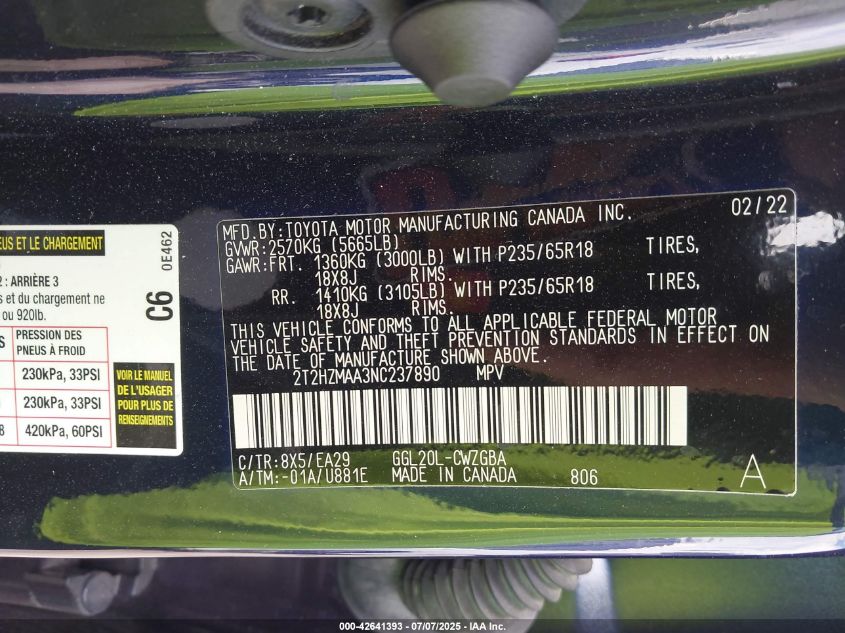 EUS ET LE CHARGEMENT
2 : ARRIÈRE 3
s et du chargement ne
ou 920lb.
C6
0E462
PRESSION DES
PNEUS À FROID
230kPa, 33PSI
230kPa, 33PSI
420kPa, 60PSI
VOIR LE MANUEL
DE L'USAGER
POUR PLUS DE
RENSEIGNEMENTS
MFD.BY:TOYOTA MOTOR MANUFACTURING CANADA INC. 02/22
GVWR:2570KG (5665LB)
GAWR:FRT. 1360KG (3000LB) WITH P235/65R18 TIRES,
18X8J RIMS.
RR. 1410KG (3105LB) WITH P235/65R18 TIRES,
18X8J RIMS.
THIS VEHICLE CONFORMS TO ALL APPLICABLE FEDERAL MOTOR
VEHICLE SAFETY AND THEFT PREVENTION STANDARDS IN EFFECT ON
THE DATE OF MANUFACTURE SHOWN ABOVE.
2T2HZMAA3NC237890 MPV
C/TR:8X5/EA29 GGL20L-CWZGBA
A/TM:-01A/U881E MADE IN CANADA 806 A
000-42641393 - 07/07/2025 - IAA Inc.